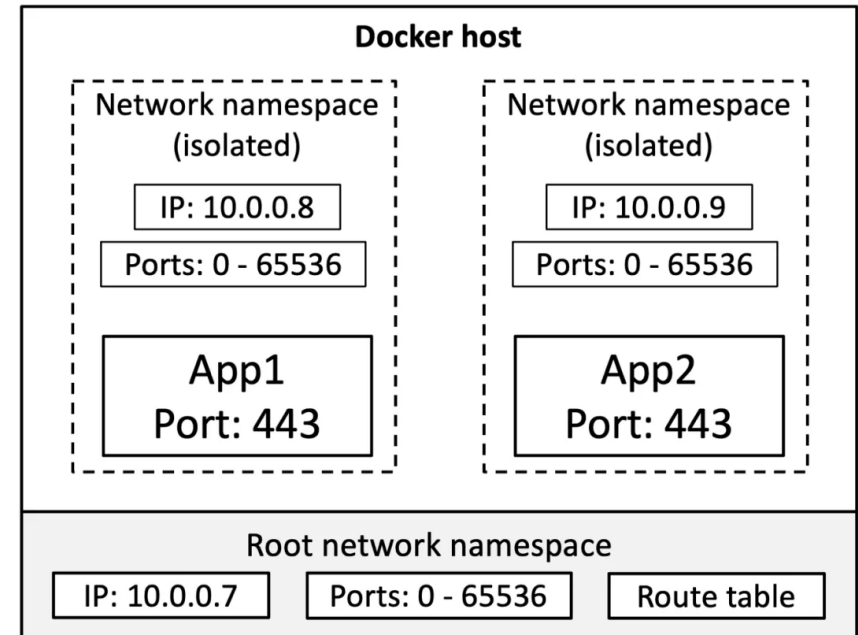 Docker host
Network namespace
(isolated)
IP: 10.0.0.8
Ports: 0 - 65536
App1
Port: 443
Network namespace
(isolated)
IP: 10.0.0.9
Ports: 0 - 65536
App2
Port: 443
Root network namespace
IP: 10.0.0.7
Ports: 0 - 65536
Route table